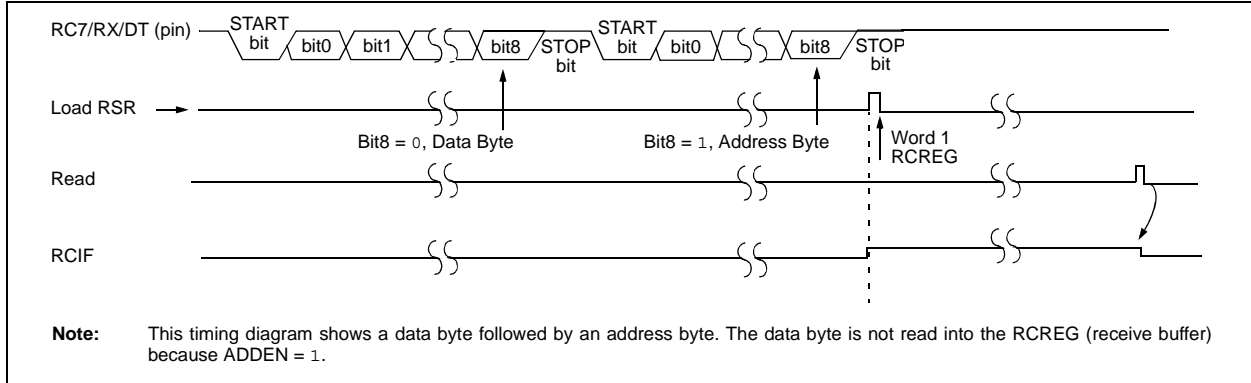 RC7/RX/DT (pin)
START
bit
bit0
bit1
bit8
STOP
bit
START
bit
bit0
bit8
STOP
bit
Load RSR
Bit8 = 0, Data Byte
Bit8 = 1, Address Byte
Word 1
RCREG
Read
RCIF
Note: This timing diagram shows a data byte followed by an address byte. The data byte is not read into the RCREG (receive buffer)
because ADDEN = 1.